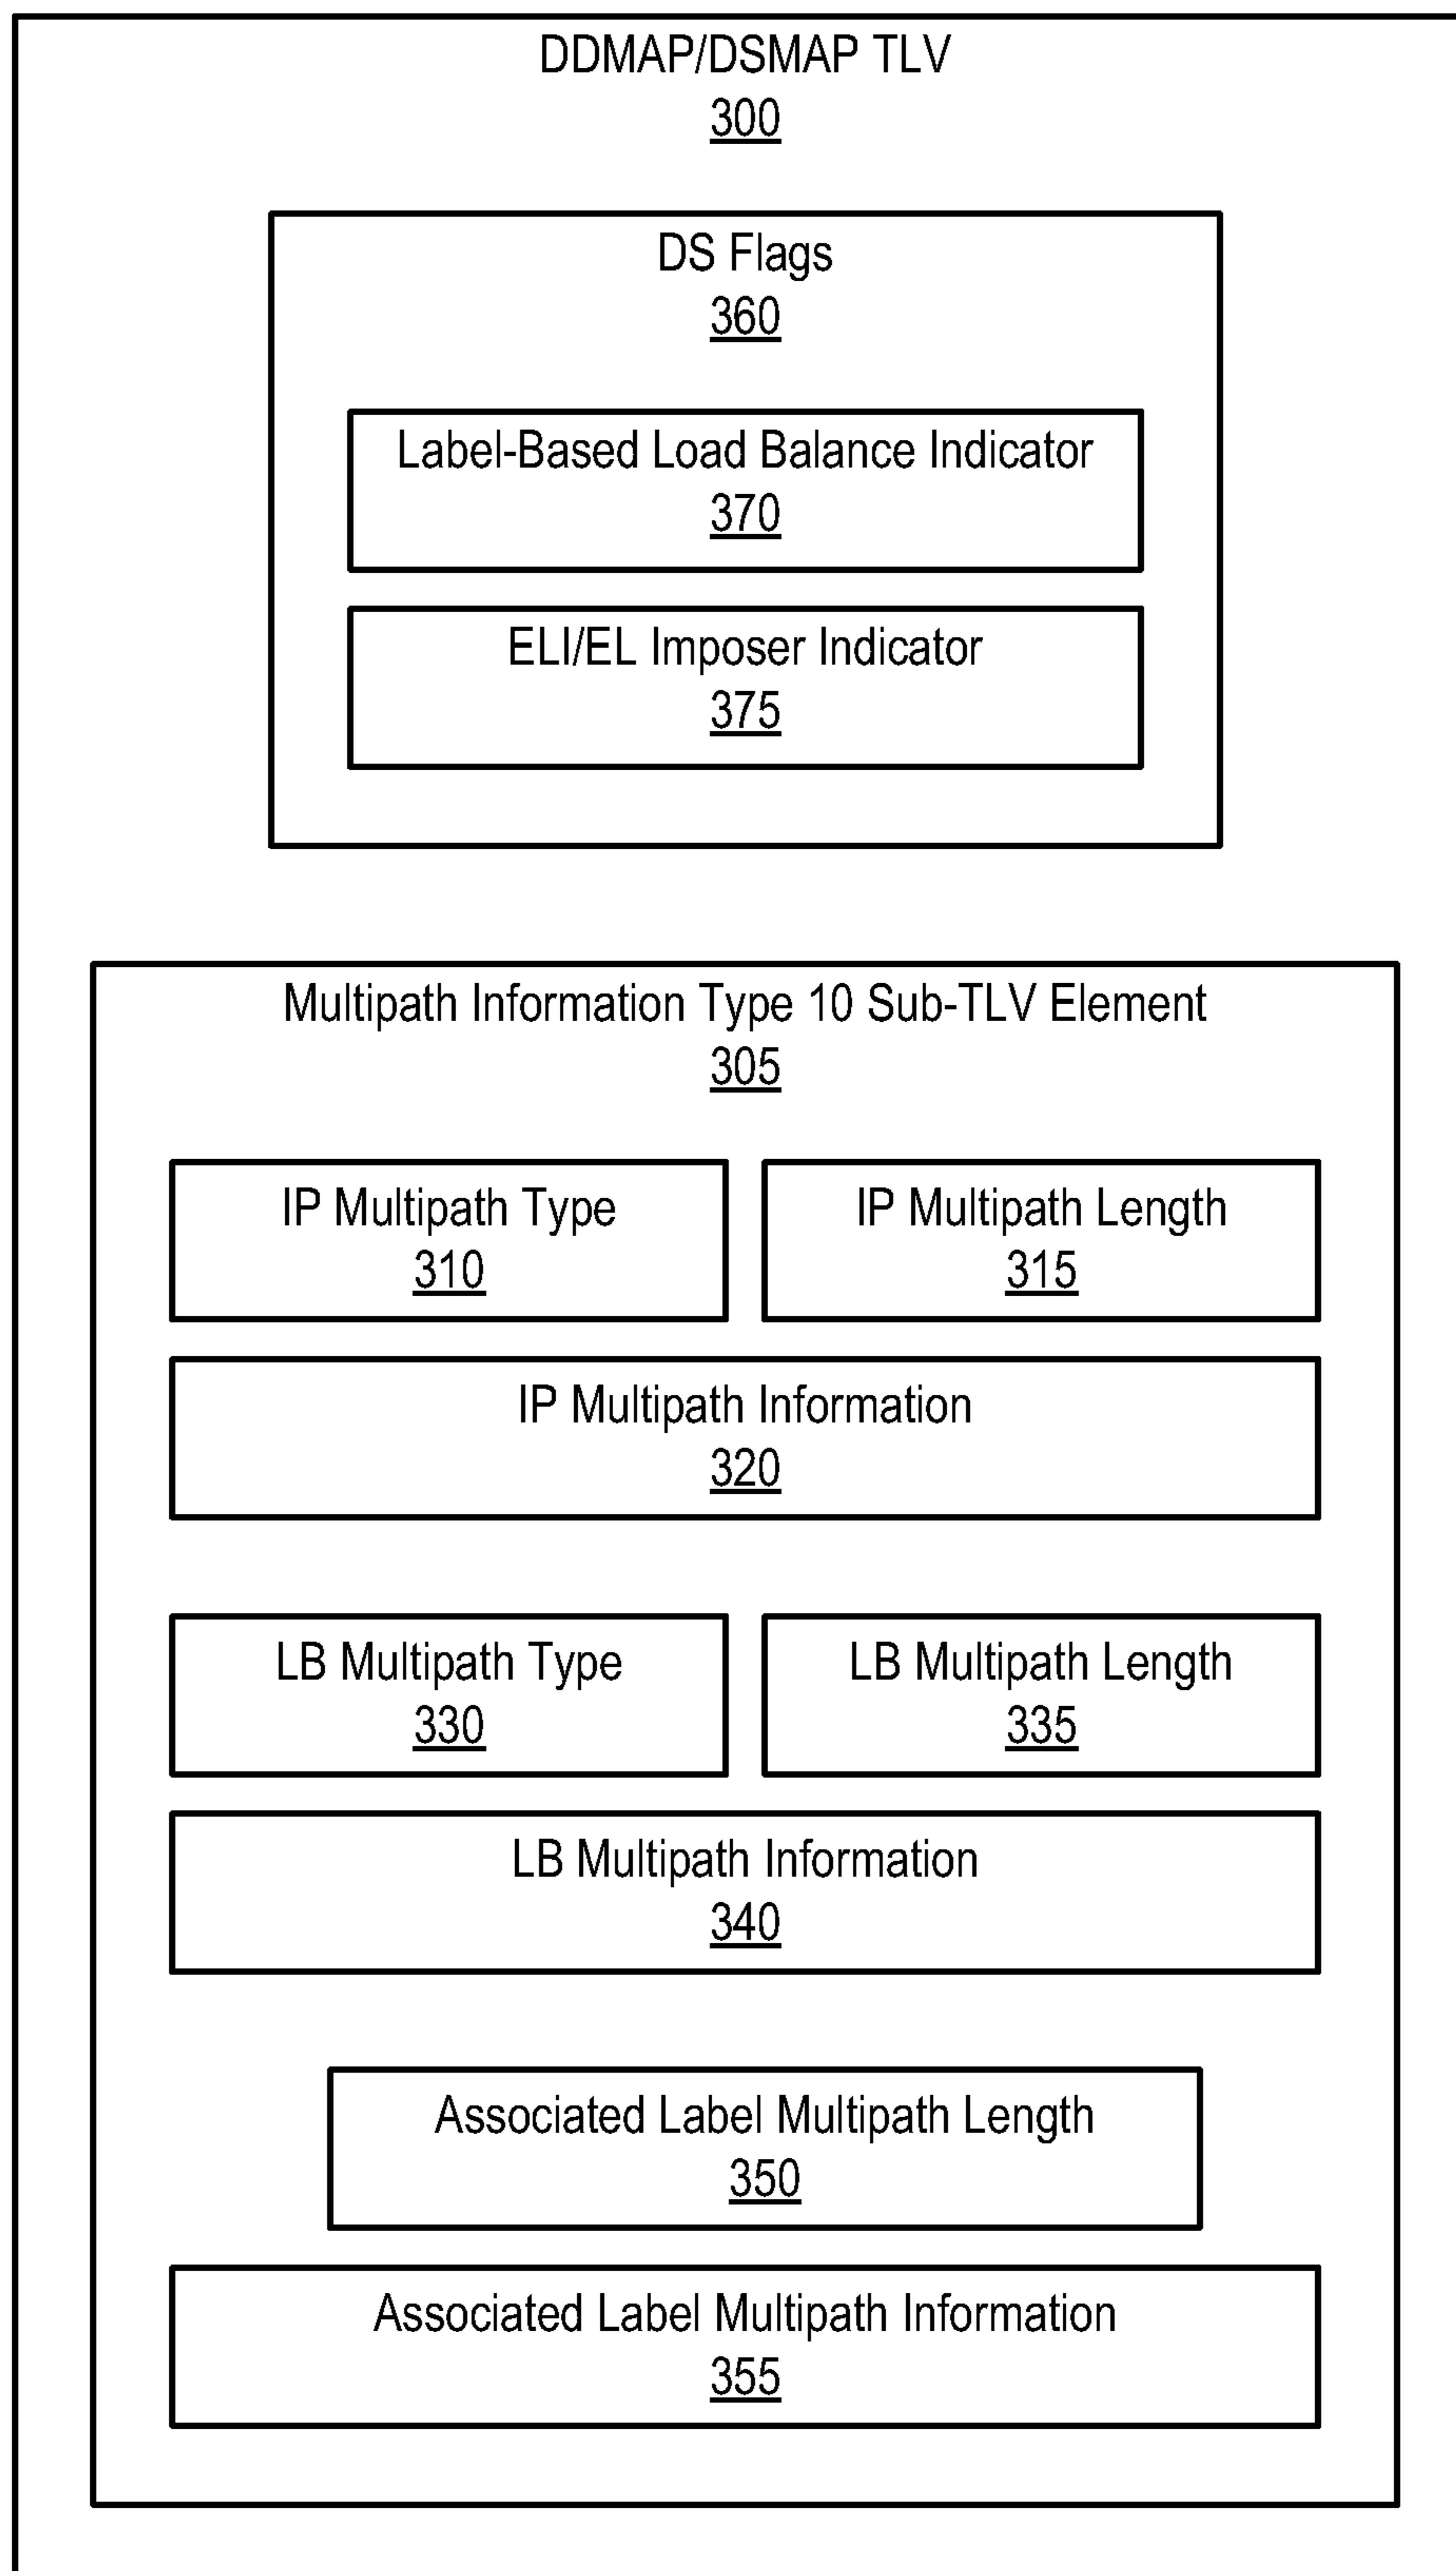 DDMAP/DSMAP TLV
300
DS Flags
360
Label-Based Load Balance Indicator
370
ELI/EL Imposer Indicator
375
Multipath Information Type 10 Sub-TLV Element
305
IP Multipath Type
310
IP Multipath Length
315
IP Multipath Information
320
LB Multipath Type
330
LB Multipath Length
335
LB Multipath Information
340
Associated Label Multipath Length
350
Associated Label Multipath Information
355